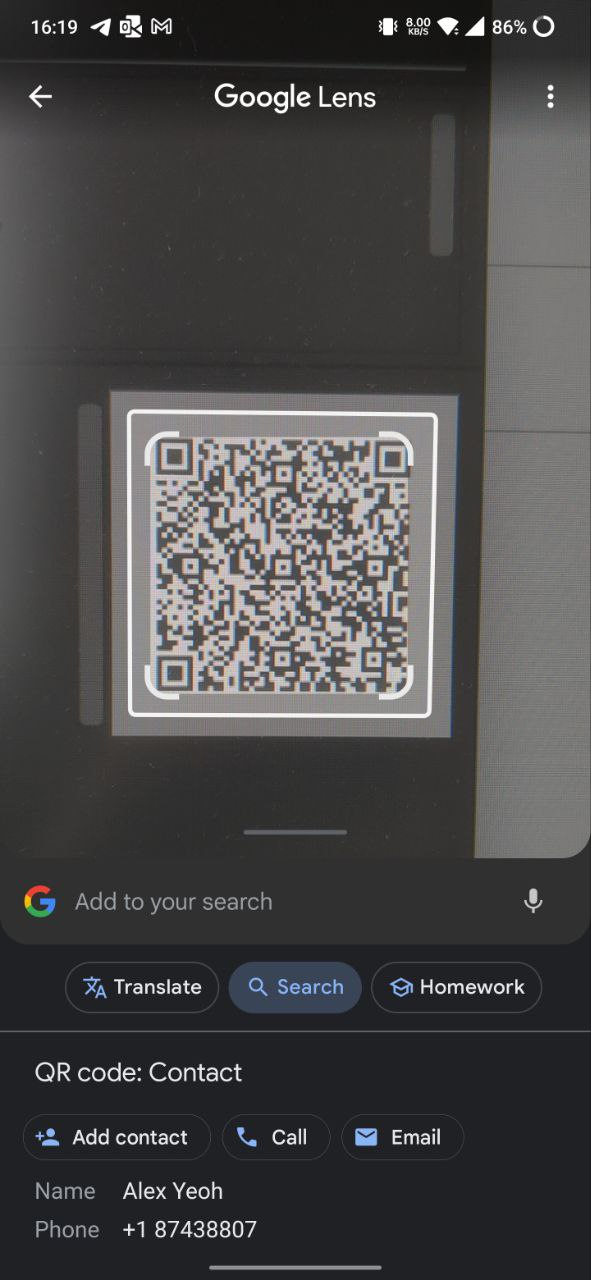 16:19 8.00 KB/S 86%
Google Lens
Add to your search
Translate Search Homework
QR code: Contact
Add contact Call Email
Name Alex Yeoh
Phone +1 87438807